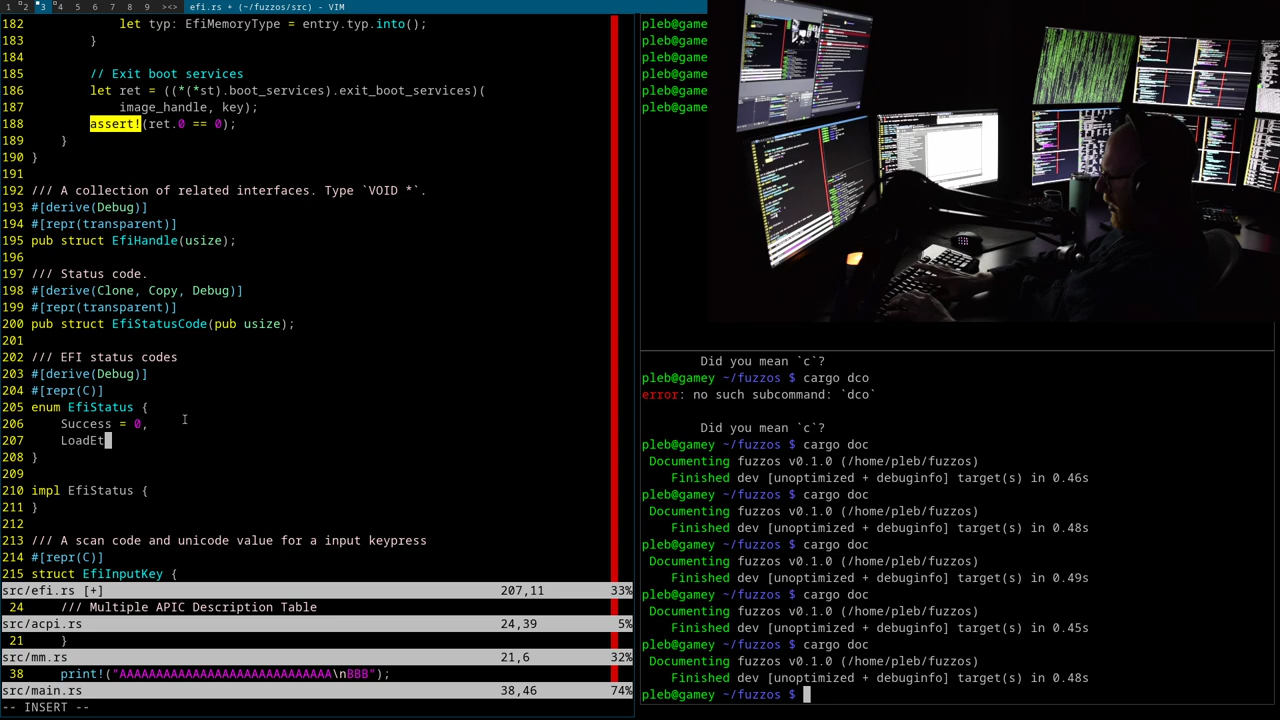 1 2 3 4 5 6 7 8 9 ><> efi.rs + (~/fuzzos/src) - VIM
182             let typ: EfiMemoryType = entry.typ.into();
183         }
184
185         // Exit boot services
186         let ret = ((*(*st).boot_services).exit_boot_services)(
187             image_handle, key);
188         assert!(ret.0 == 0);
189     }
190 }
191
192 /// A collection of related interfaces. Type `VOID *`.
193 #[derive(Debug)]
194 #[repr(transparent)]
195 pub struct EfiHandle(usize);
196
197 /// Status code.
198 #[derive(Clone, Copy, Debug)]
199 #[repr(transparent)]
200 pub struct EfiStatusCode(pub usize);
201
202 /// EFI status codes
203 #[derive(Debug)]
204 #[repr(C)]
205 enum EfiStatus {
206     Success = 0,
207     LoadEt
208 }
209
210 impl EfiStatus {
211 }
212
213 /// A scan code and unicode value for a input keypress
214 #[repr(C)]
215 struct EfiInputKey {
src/efi.rs [+] 207,11 33%
24     /// Multiple APIC Description Table
src/acpi.rs 24,39 5%
21     }
src/mm.rs 21,6 32%
38     print!("AAAAAAAAAAAAAAAAAAAAAAAAAAAAA\nBBB");
src/main.rs 38,46 74%
-- INSERT --
pleb@game
pleb@game
pleb@game
pleb@game
pleb@game
pleb@game
Did you mean `c`?
pleb@gamey ~/fuzzos $ cargo dco
error: no such subcommand: `dco`
Did you mean `c`?
pleb@gamey ~/fuzzos $ cargo doc
Documenting fuzzos v0.1.0 (/home/pleb/fuzzos)
Finished dev [unoptimized + debuginfo] target(s) in 0.46s
pleb@gamey ~/fuzzos $ cargo doc
Documenting fuzzos v0.1.0 (/home/pleb/fuzzos)
Finished dev [unoptimized + debuginfo] target(s) in 0.48s
pleb@gamey ~/fuzzos $ cargo doc
Documenting fuzzos v0.1.0 (/home/pleb/fuzzos)
Finished dev [unoptimized + debuginfo] target(s) in 0.49s
pleb@gamey ~/fuzzos $ cargo doc
Documenting fuzzos v0.1.0 (/home/pleb/fuzzos)
Finished dev [unoptimized + debuginfo] target(s) in 0.45s
pleb@gamey ~/fuzzos $ cargo doc
Documenting fuzzos v0.1.0 (/home/pleb/fuzzos)
Finished dev [unoptimized + debuginfo] target(s) in 0.48s
pleb@gamey ~/fuzzos $